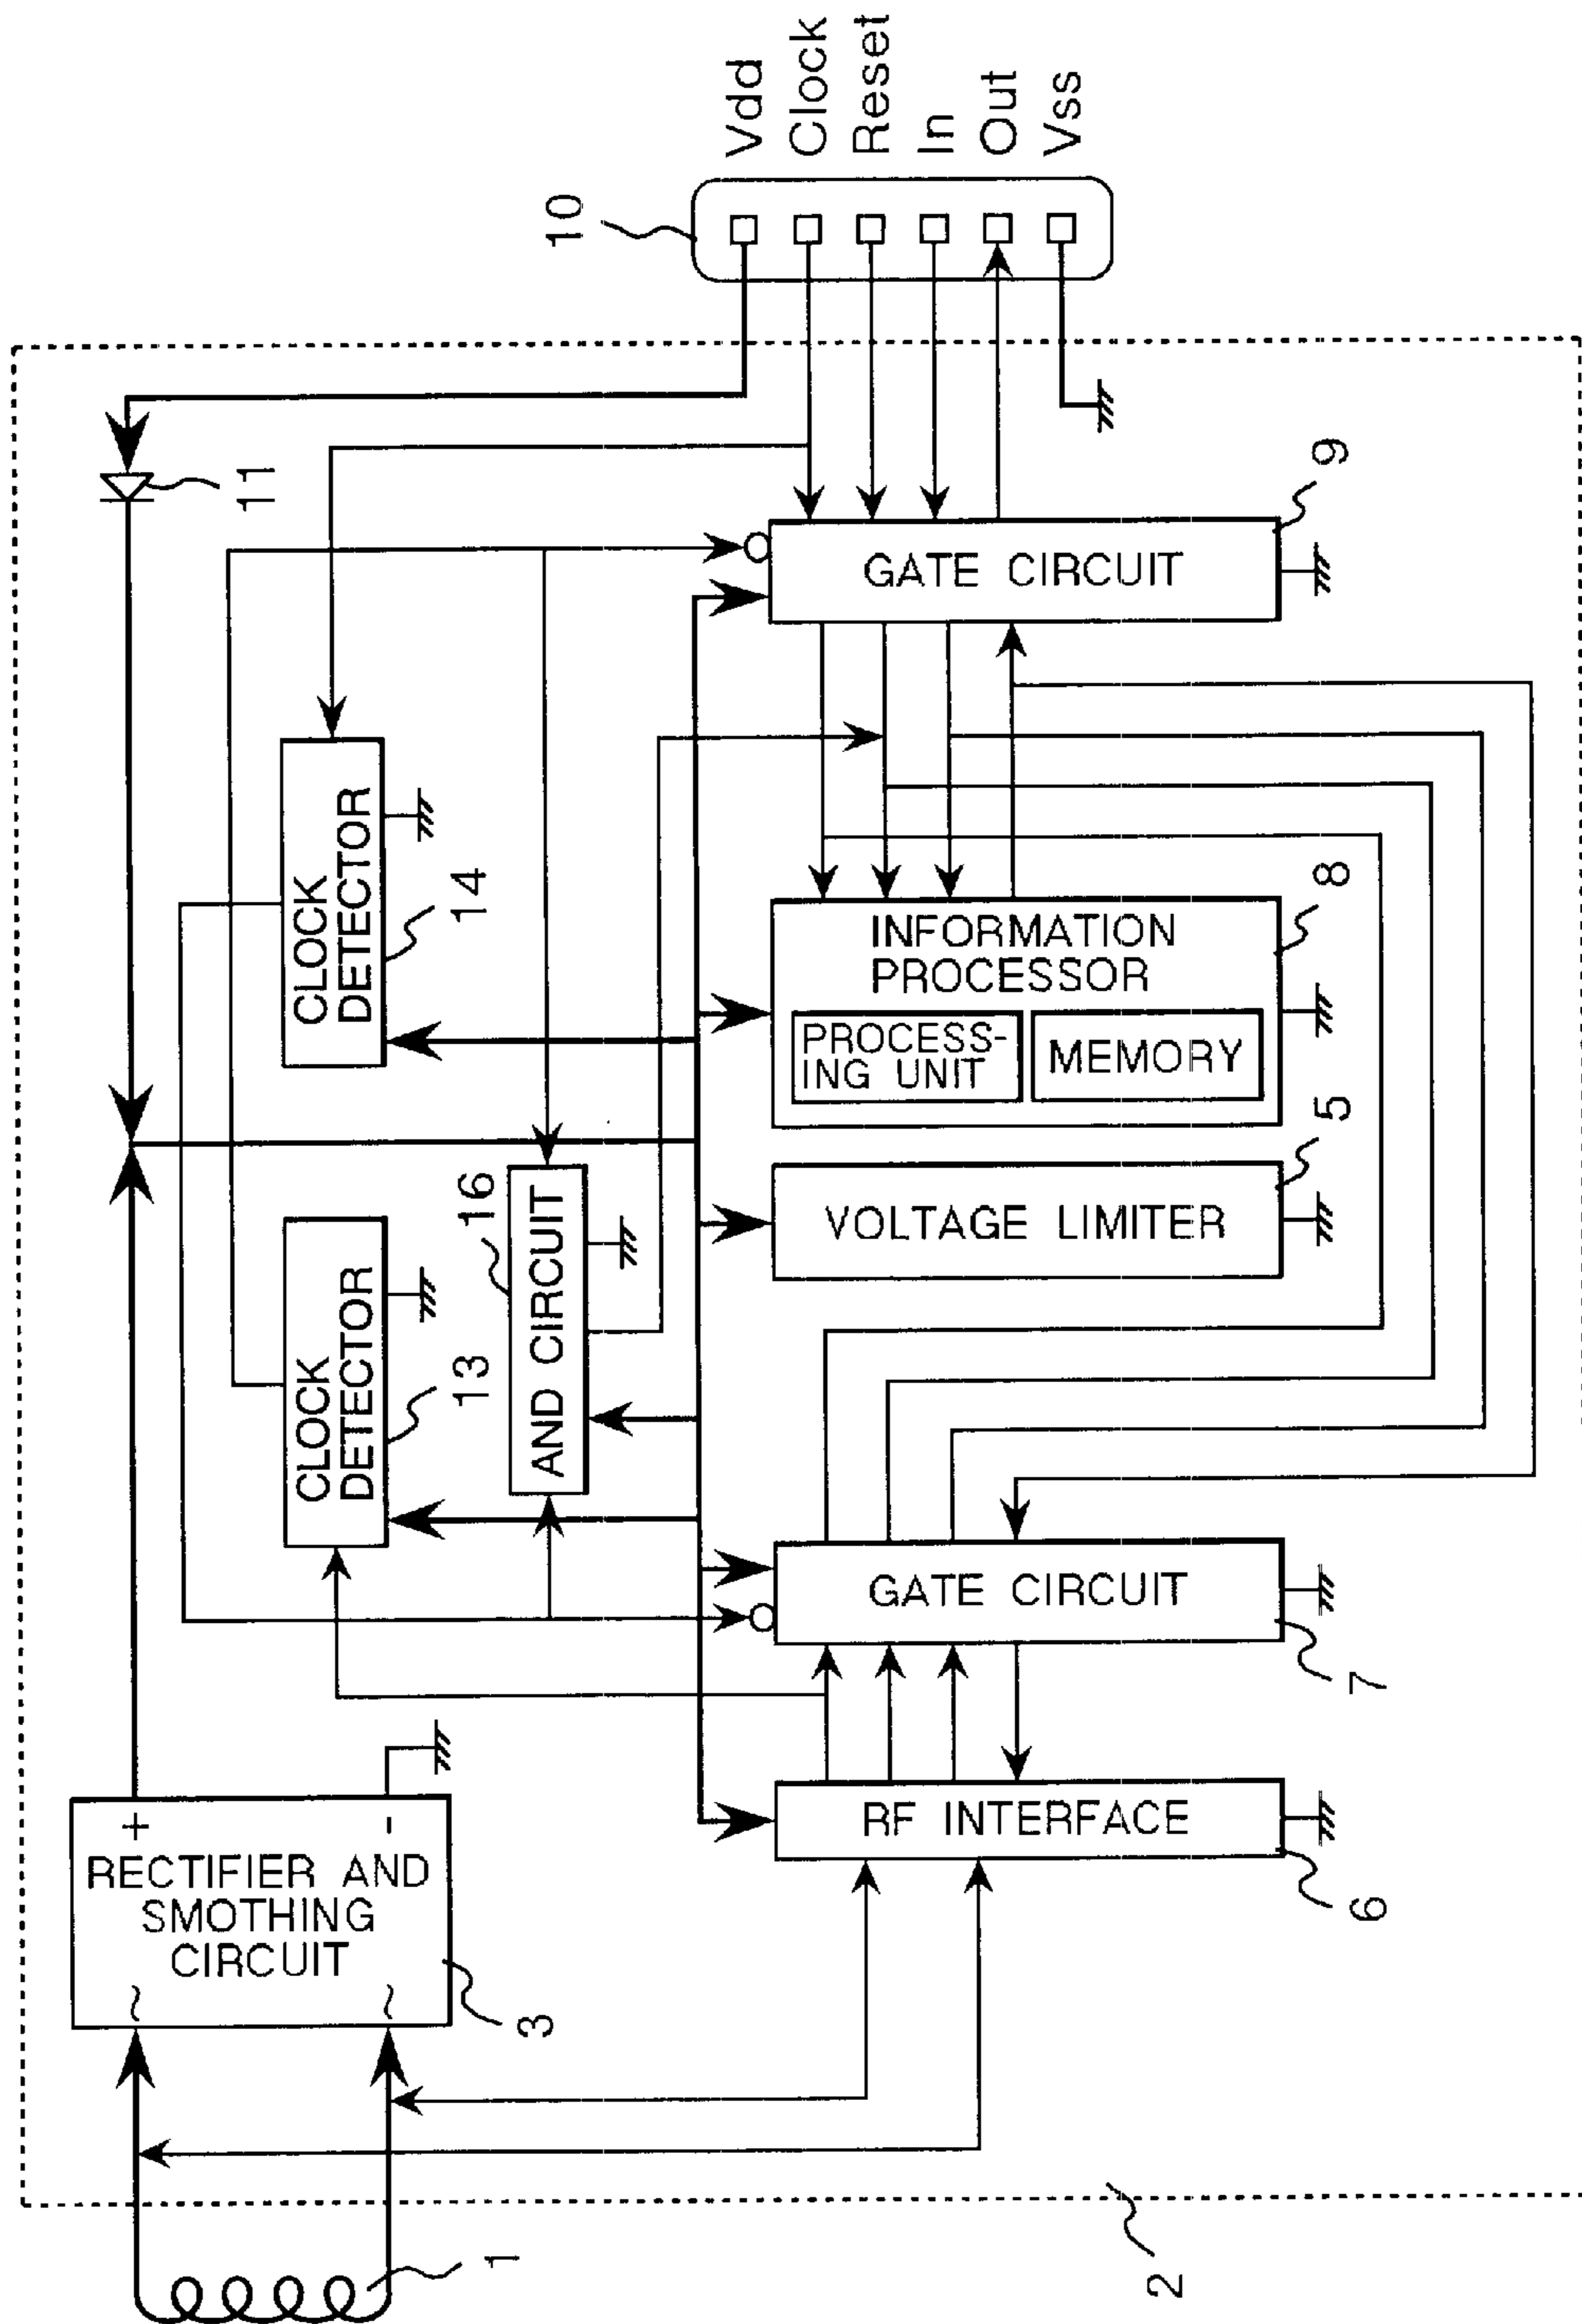 Vdd
Clock
Reset
In
Out
Vss
10
11
9
GATE CIRCUIT
CLOCK
DETECTOR
14
INFORMATION
PROCESSOR
8
PROCESS-
ING UNIT
MEMORY
5
VOLTAGE LIMITER
16
AND CIRCUIT
CLOCK
DETECTOR
13
GATE CIRCUIT
7
+
-
RECTIFIER AND
SMOTHING
CIRCUIT
~
~
3
RF INTERFACE
6
1
2